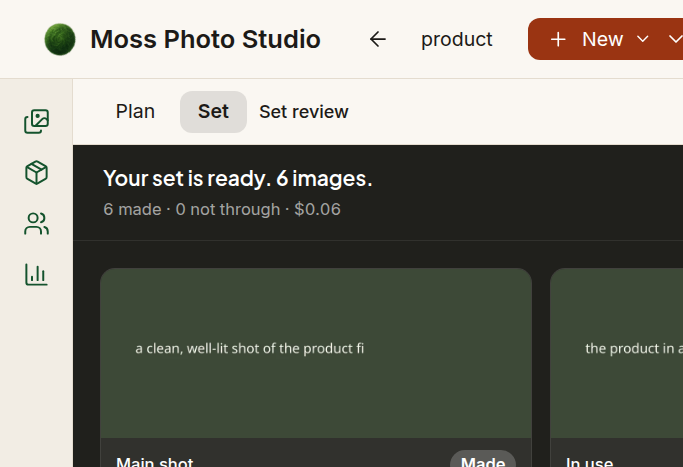 Moss Photo Studio
product
New
Plan
Set
Set review
Your set is ready. 6 images.
6 made · 0 not through · $0.06
a clean, well-lit shot of the product fi
the product in a
Main shot
Made
In use